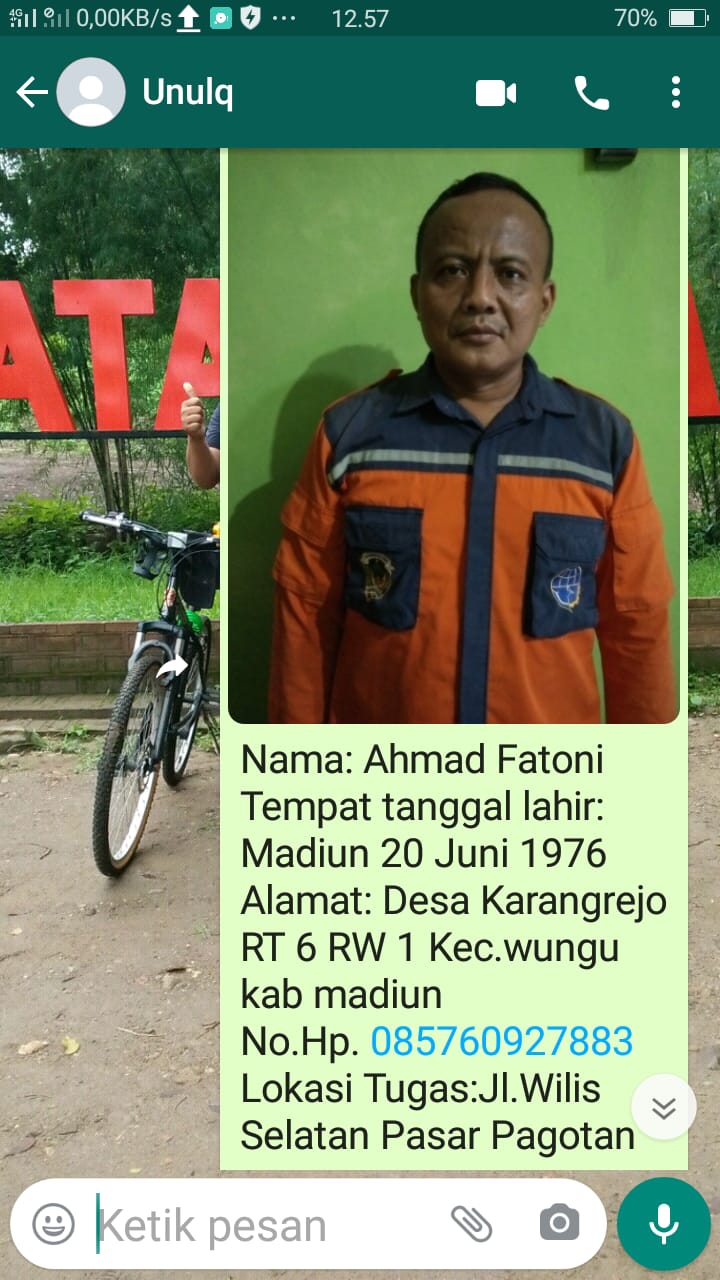 4G 0,00KB/s ... 12.57 70%
Unulq
ATA
Nama: Ahmad Fatoni
Tempat tanggal lahir:
Madiun 20 Juni 1976
Alamat: Desa Karangrejo
RT 6 RW 1 Kec.wungu
kab madiun
No.Hp. 085760927883
Lokasi Tugas:Jl.Wilis
Selatan Pasar Pagotan
Ketik pesan